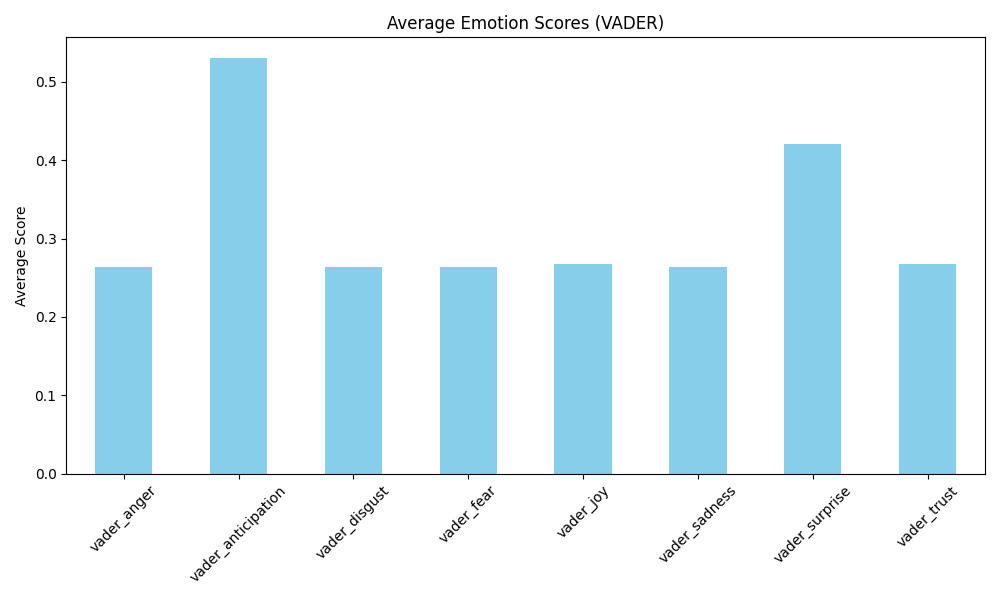 Average Emotion Scores (VADER)
Average Score
0.5
0.4
0.3
0.2
0.1
0.0
vader_anger
vader_anticipation
vader_disgust
vader_fear
vader_joy
vader_sadness
vader_surprise
vader_trust